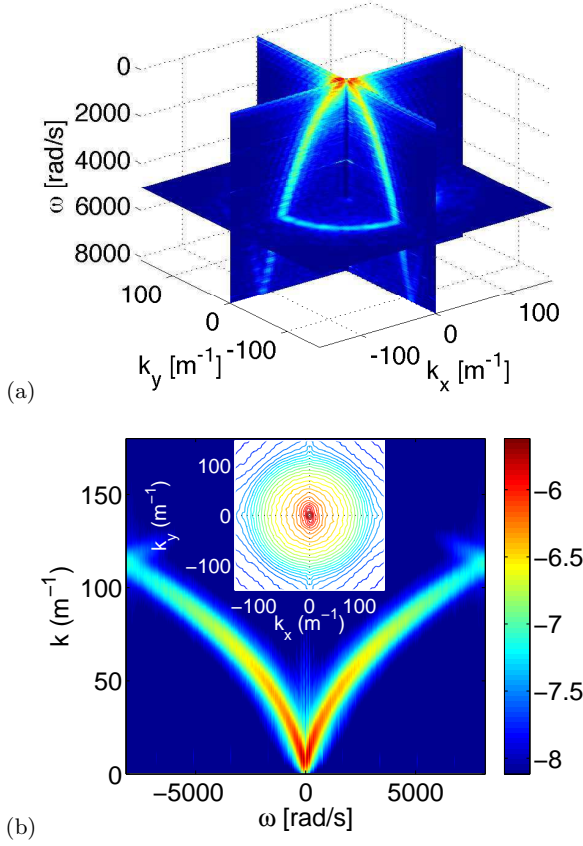 0
2000
4000
6000
8000
ω [rad/s]
100
0
-100
k_y [m^-1]
-100
0
100
k_x [m^-1]
(a)
150
100
50
0
k (m^-1)
100
0
−100
k_y (m^-1)
−100 0 100
k_x (m^-1)
−6
−6.5
−7
−7.5
−8
−5000 0 5000
ω [rad/s]
(b)